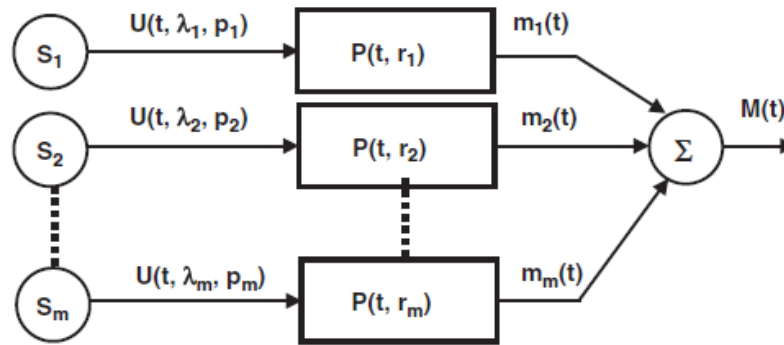 S₁ U(t, λ₁, p₁) P(t, r₁) m₁(t)
S₂ U(t, λ₂, p₂) P(t, r₂) m₂(t) Σ M(t)
Sₘ U(t, λₘ, pₘ) P(t, rₘ) mₘ(t)